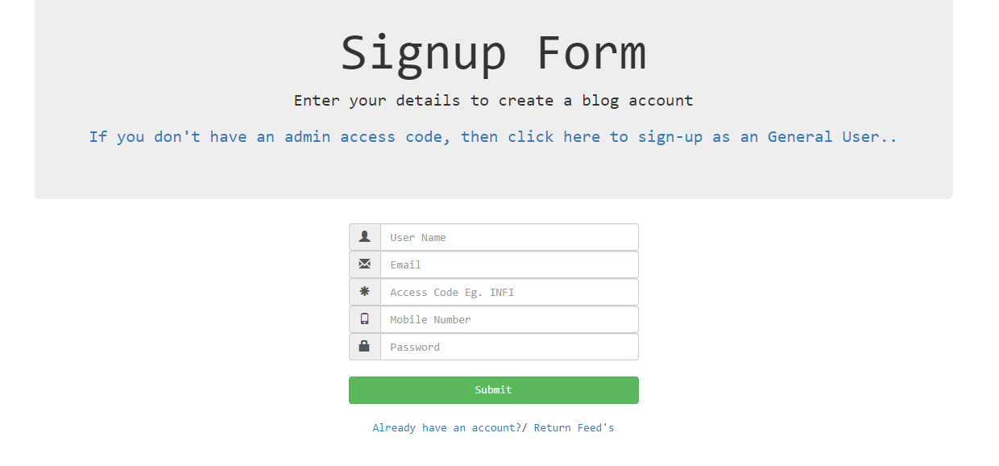 Signup Form
Enter your details to create a blog account
If you don't have an admin access code, then click here to sign-up as an General User..
User Name
Email
Access Code Eg. INFI
Mobile Number
Password
Submit
Already have an account?/ Return Feed's